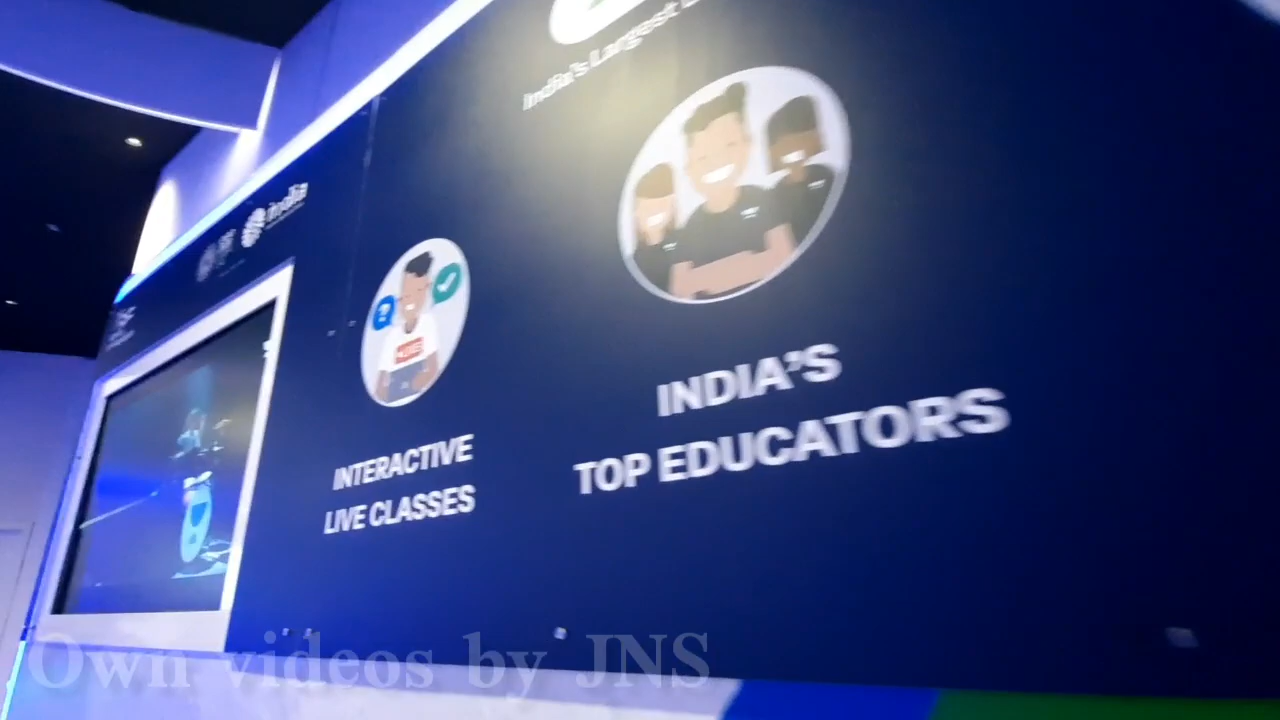 India's Largest
india
INTERACTIVE
LIVE CLASSES
INDIA'S
TOP EDUCATORS
Own videos by JNS